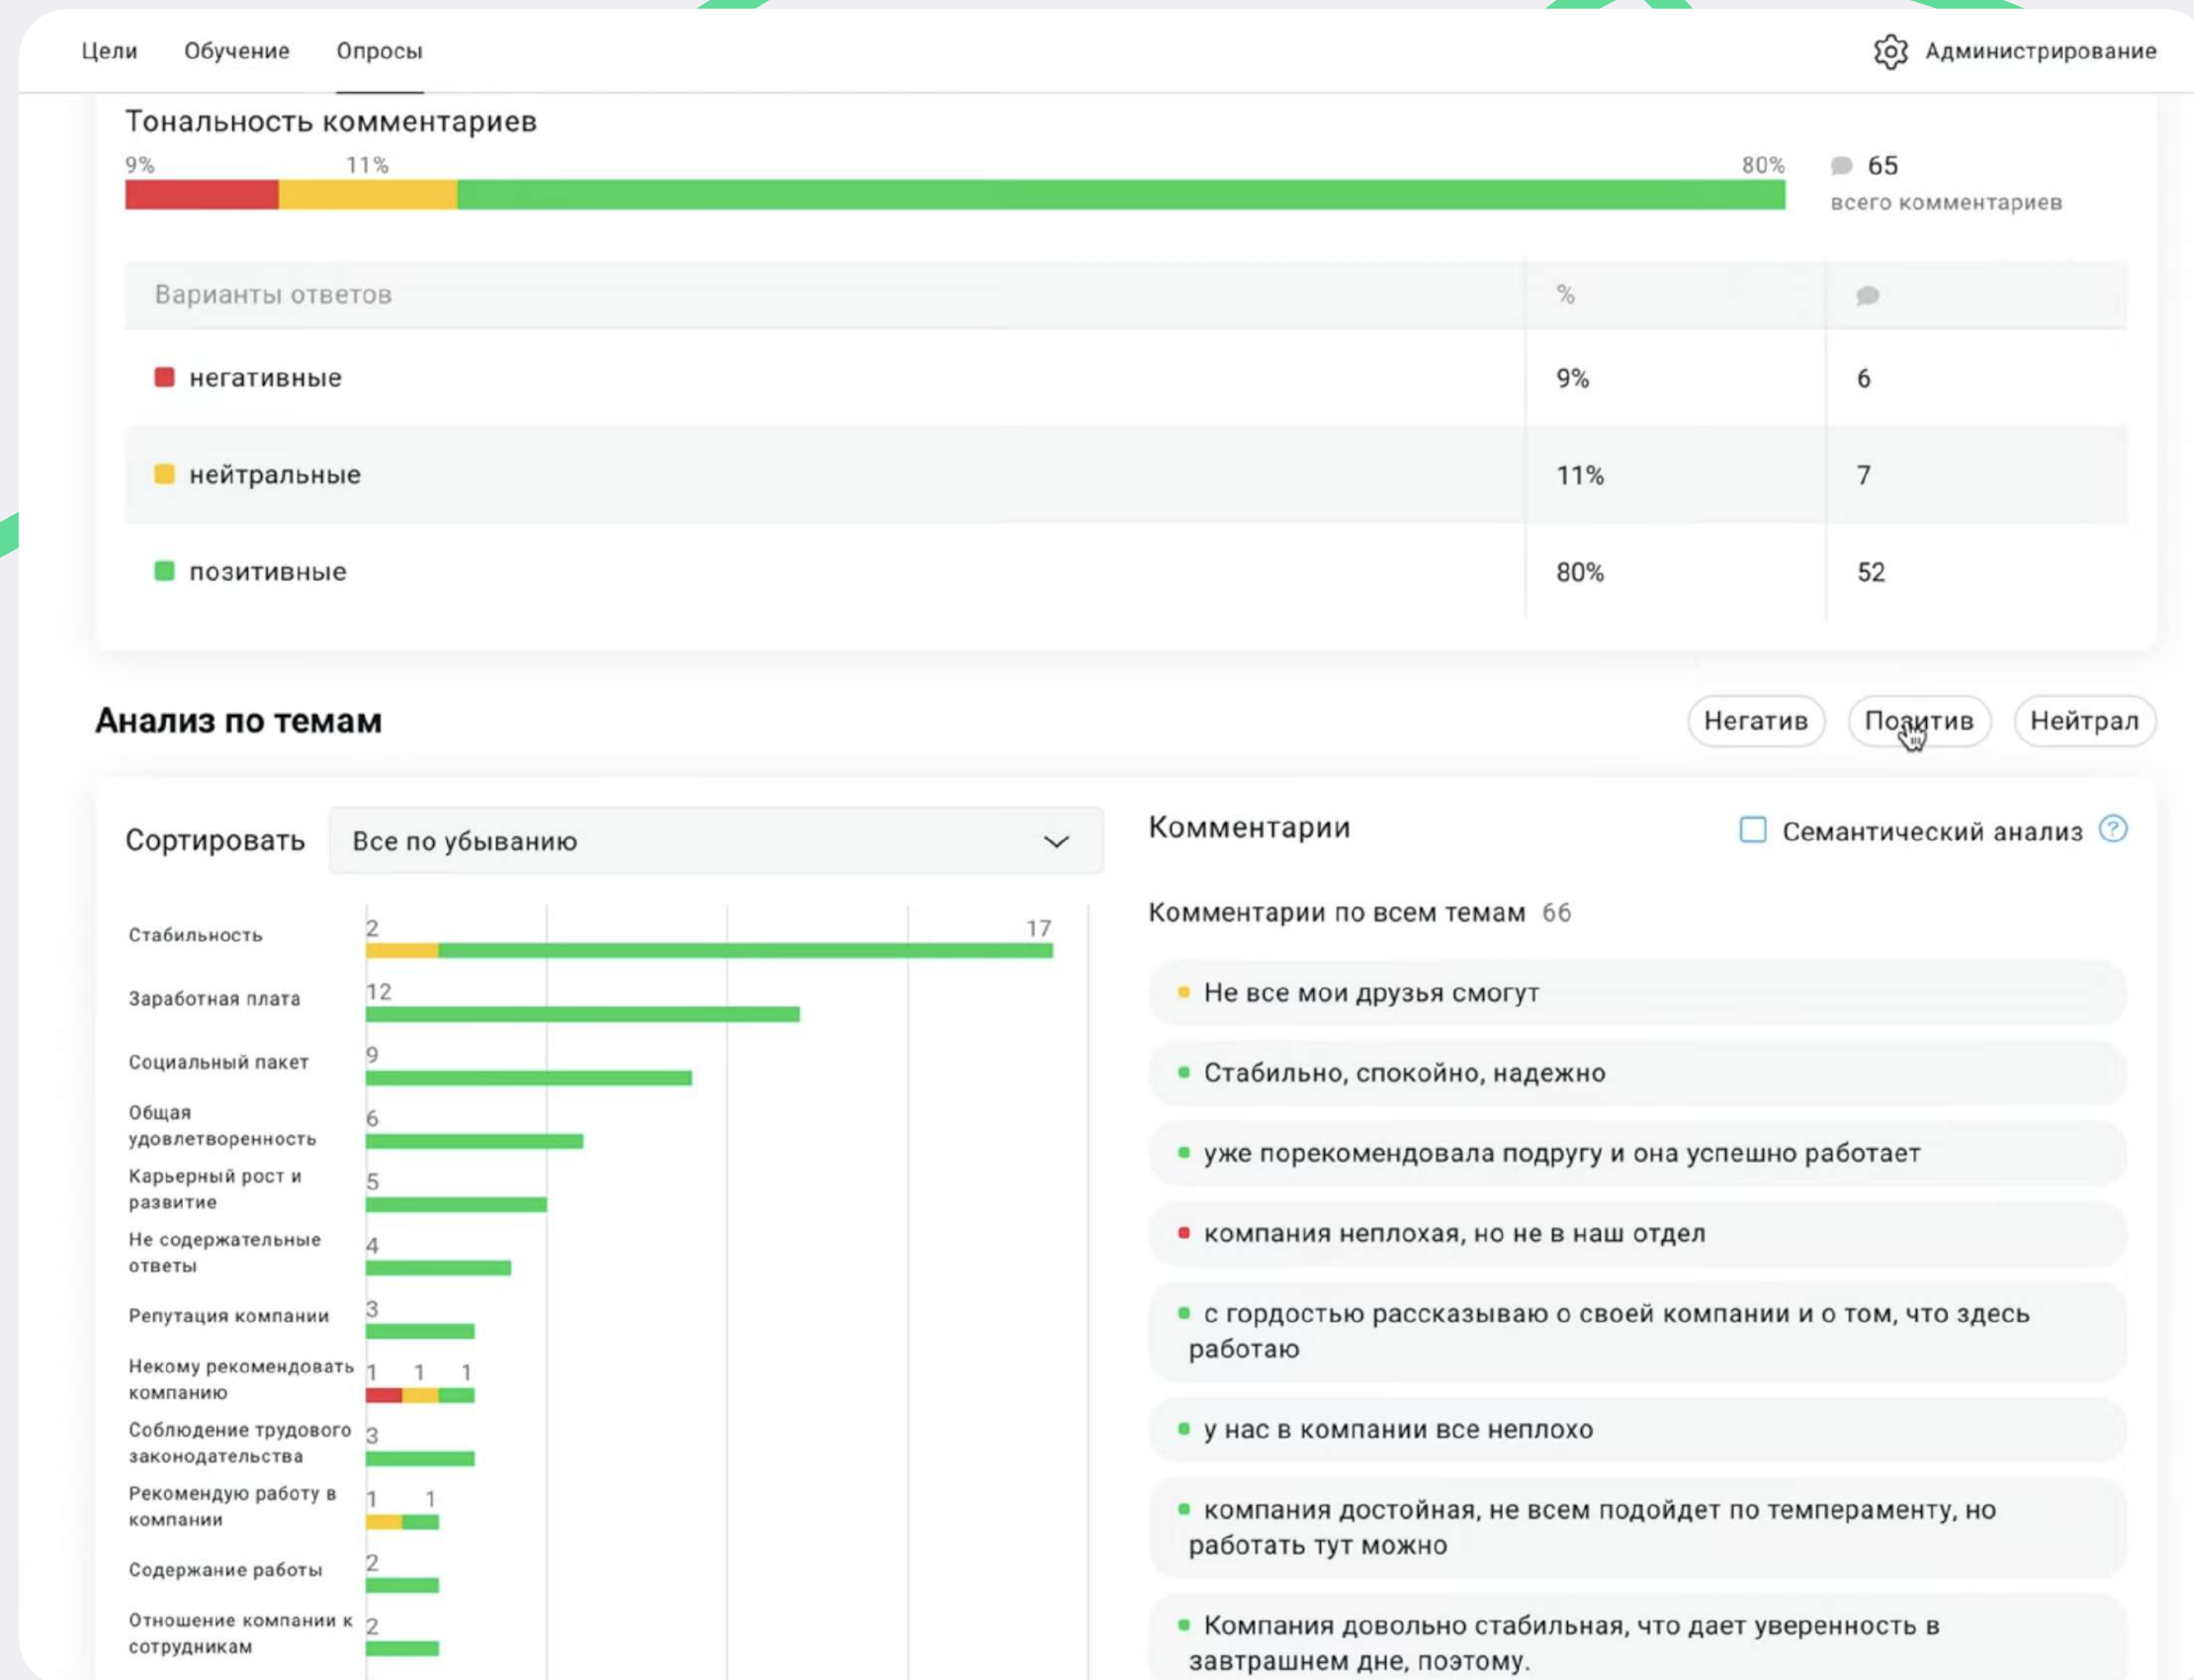 Цели Обучение Опросы Администрирование
Тональность комментариев
9% 11% 80% 65
всего комментариев
Варианты ответов %
негативные 9% 6
нейтральные 11% 7
позитивные 80% 52
Анализ по темам Негатив Позитив Нейтрал
Сортировать Все по убыванию
Стабильность 2 17
Заработная плата 12
Социальный пакет 9
Общая
удовлетворенность 6
Карьерный рост и
развитие 5
Не содержательные
ответы 4
Репутация компании 3
Некому рекомендовать
компанию 1 1 1
Соблюдение трудового
законодательства 3
Рекомендую работу в
компании 1 1
Содержание работы 2
Отношение компании к
сотрудникам 2
Комментарии Семантический анализ ?
Комментарии по всем темам 66
Не все мои друзья смогут
Стабильно, спокойно, надежно
уже порекомендовала подругу и она успешно работает
компания неплохая, но не в наш отдел
с гордостью рассказываю о своей компании и о том, что здесь
работаю
у нас в компании все неплохо
компания достойная, не всем подойдет по темпераменту, но
работать тут можно
Компания довольно стабильная, что дает уверенность в
завтрашнем дне, поэтому.